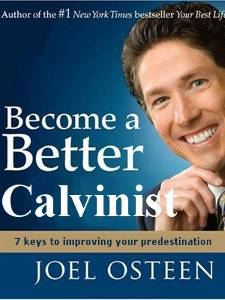 Author of the #1 New York Times bestseller Your Best Life
Become a
Better
Calvinist
7 keys to improving your predestination
JOEL OSTEEN